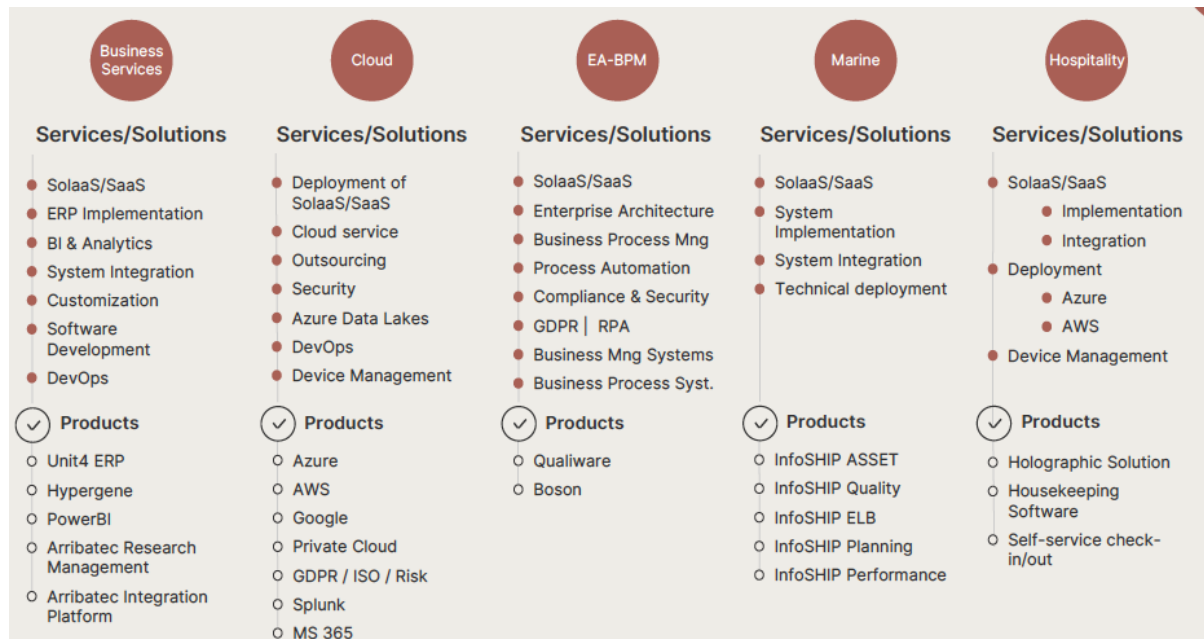 Business
Services
Services/Solutions
SolaaS/SaaS
ERP Implementation
BI & Analytics
System Integration
Customization
Software
Development
DevOps
Products
Unit4 ERP
Hypergene
PowerBI
Arribatec Research
Management
Arribatec Integration
Platform
Cloud
Services/Solutions
Deployment of
SolaaS/SaaS
Cloud service
Outsourcing
Security
Azure Data Lakes
DevOps
Device Management
Products
Azure
AWS
Google
Private Cloud
GDPR / ISO / Risk
Splunk
MS 365
EA-BPM
Services/Solutions
SolaaS/SaaS
Enterprise Architecture
Business Process Mng
Process Automation
Compliance & Security
GDPR | RPA
Business Mng Systems
Business Process Syst.
Products
Qualiware
Boson
Marine
Services/Solutions
SolaaS/SaaS
System
Implementation
System Integration
Technical deployment
Products
InfoSHIP ASSET
InfoSHIP Quality
InfoSHIP ELB
InfoSHIP Planning
InfoSHIP Performance
Hospitality
Services/Solutions
SolaaS/SaaS
Implementation
Integration
Deployment
Azure
AWS
Device Management
Products
Holographic Solution
Housekeeping
Software
Self-service check-
in/out